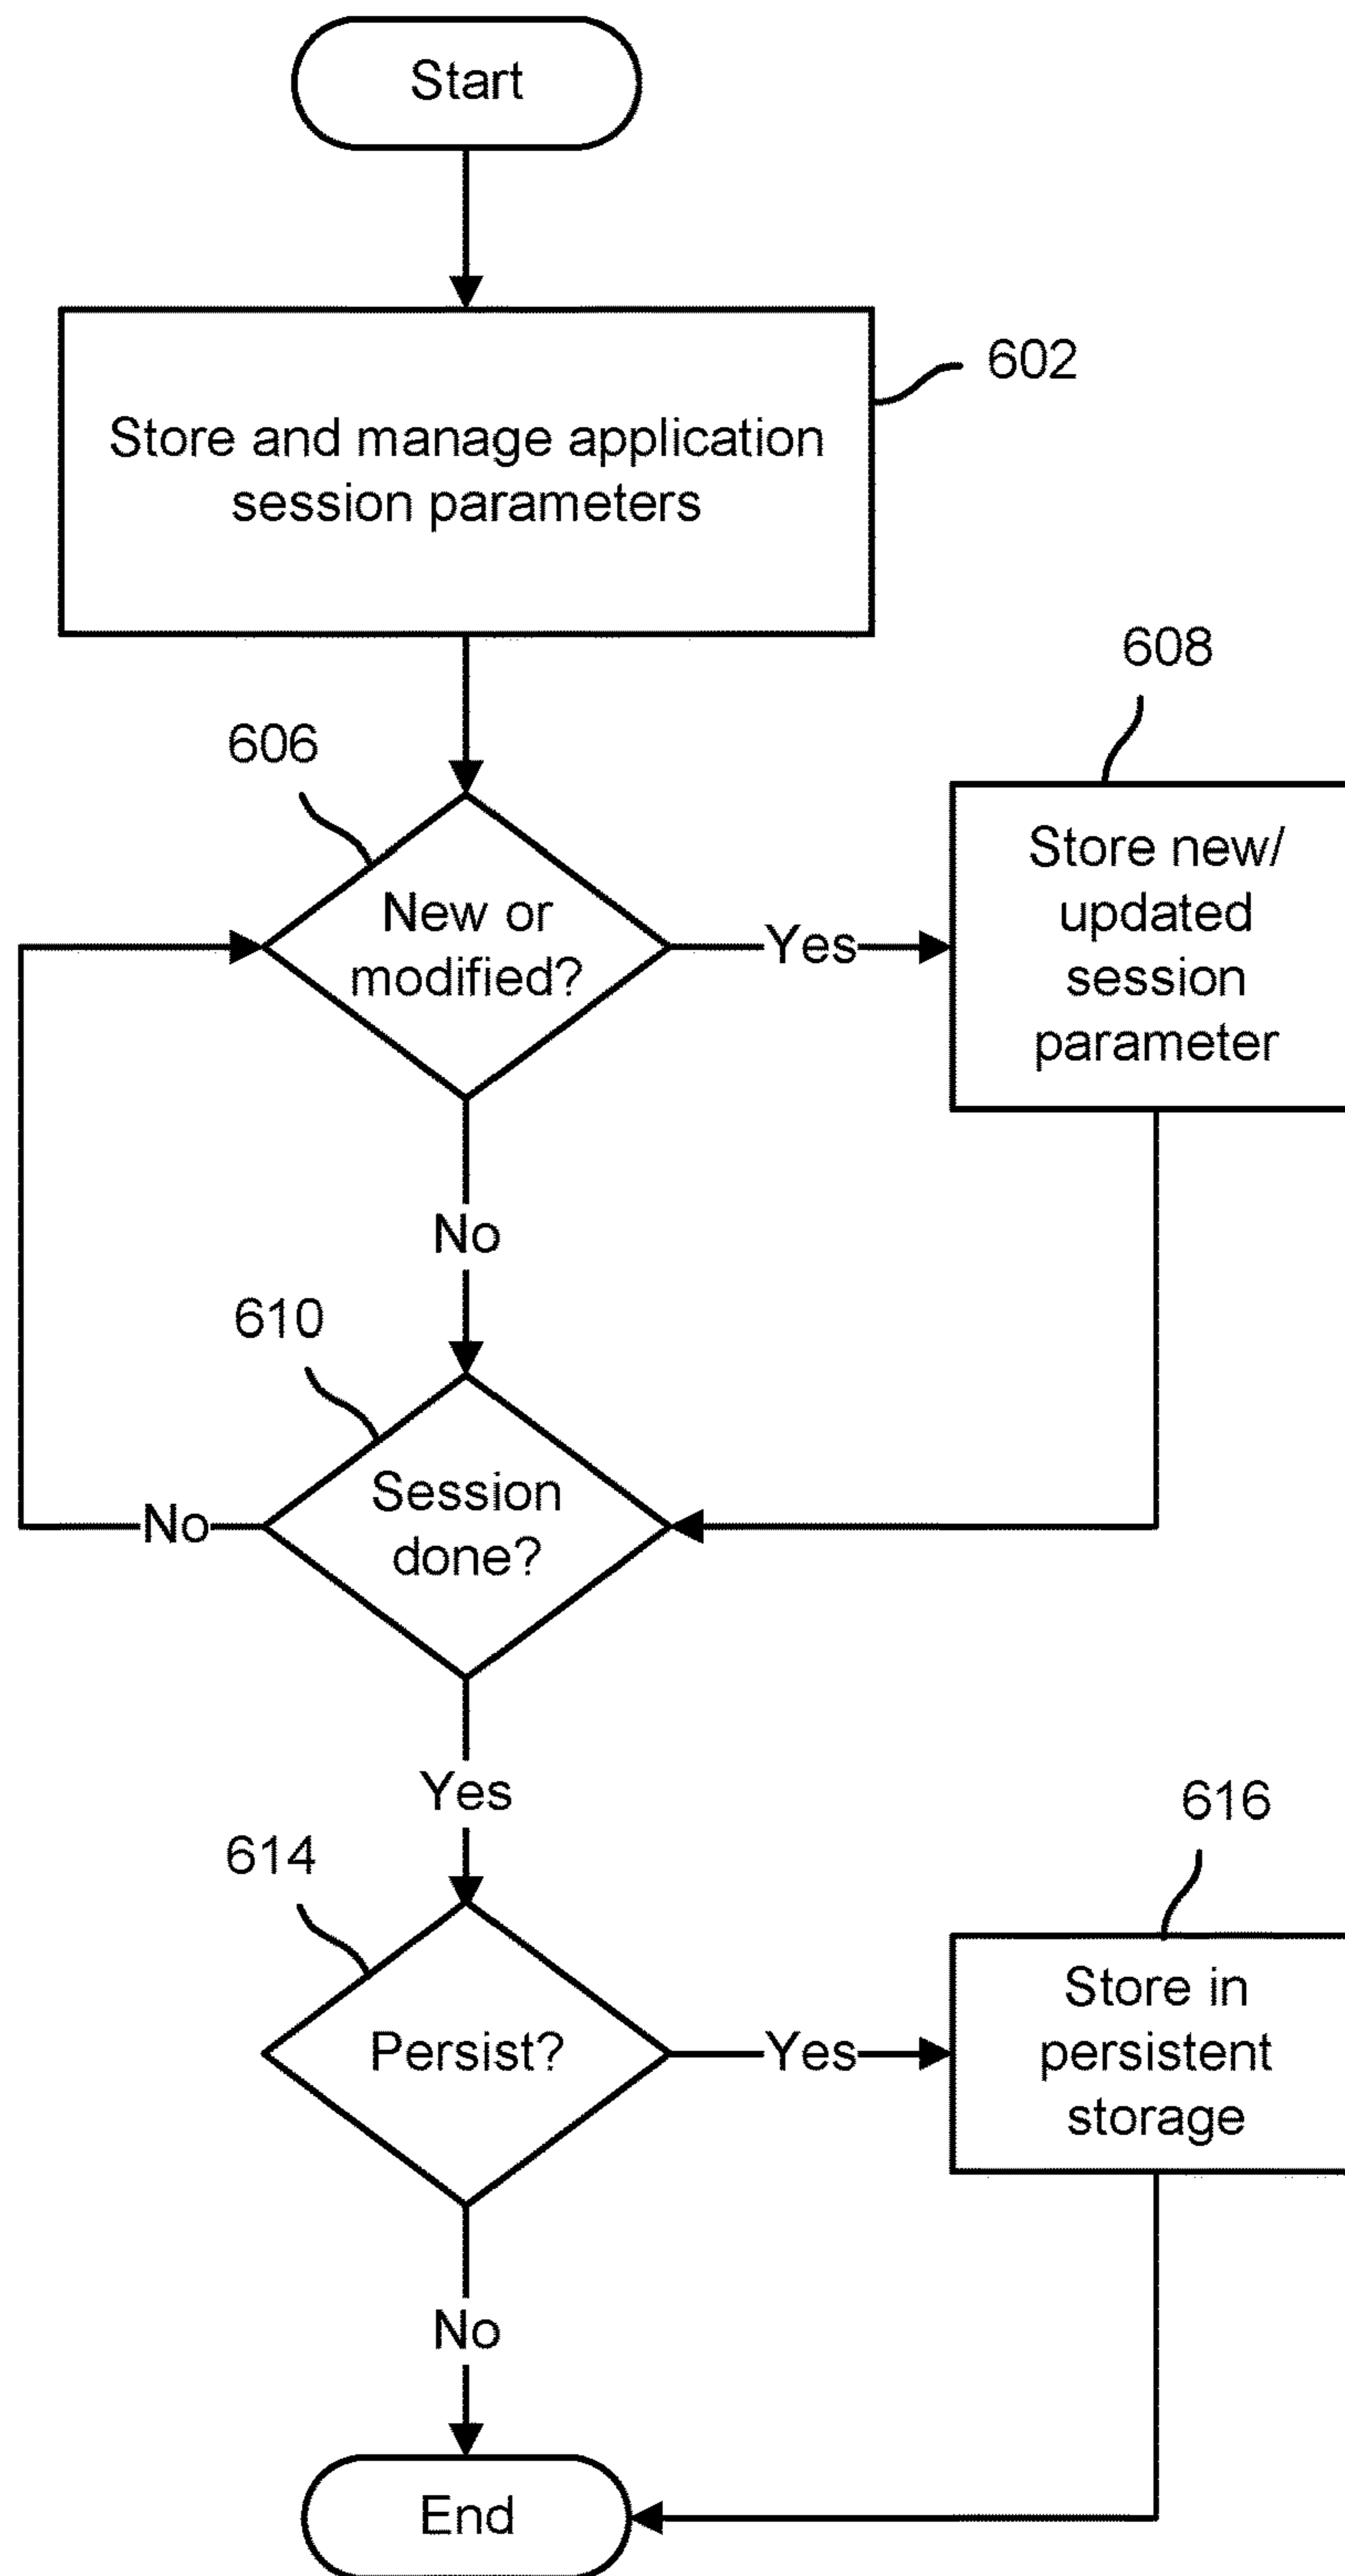 Start
602
Store and manage application
session parameters
608
606
Store new/
updated
session
parameter
New or
modified?
Yes
No
610
Session
done?
No
Yes
616
614
Store in
persistent
storage
Persist?
Yes
No
End